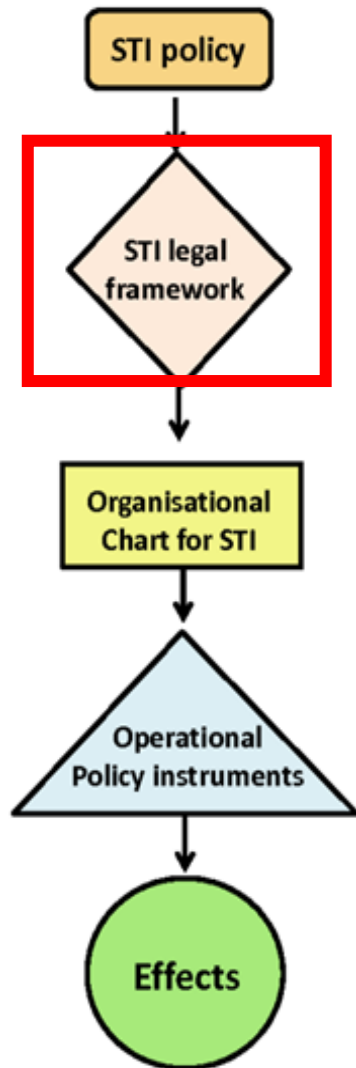 STI policy
STI legal
framework
Organisational
Chart for STI
Operational
Policy instruments
Effects